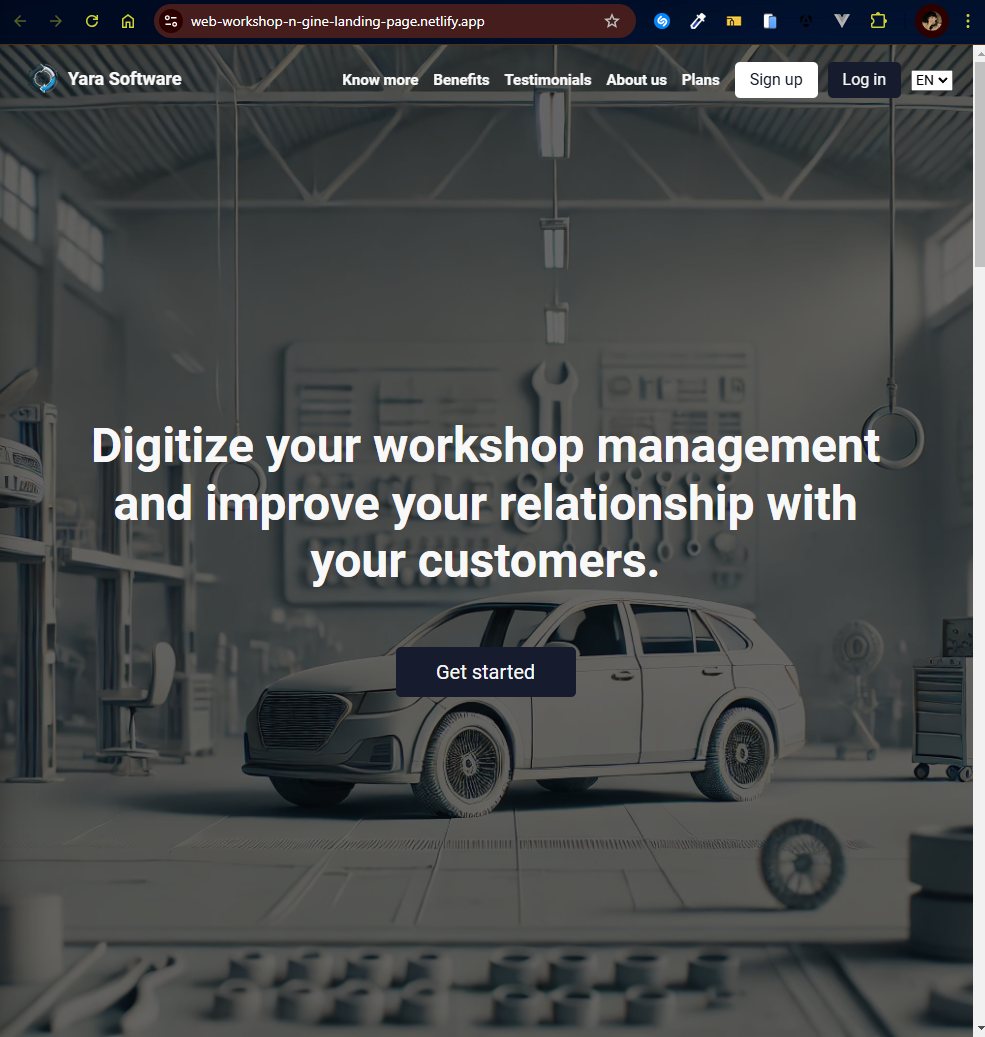 web-workshop-n-gine-landing-page.netlify.app
Yara Software
Know more Benefits Testimonials About us Plans Sign up Log in EN
Digitize your workshop management
and improve your relationship with
your customers.
Get started